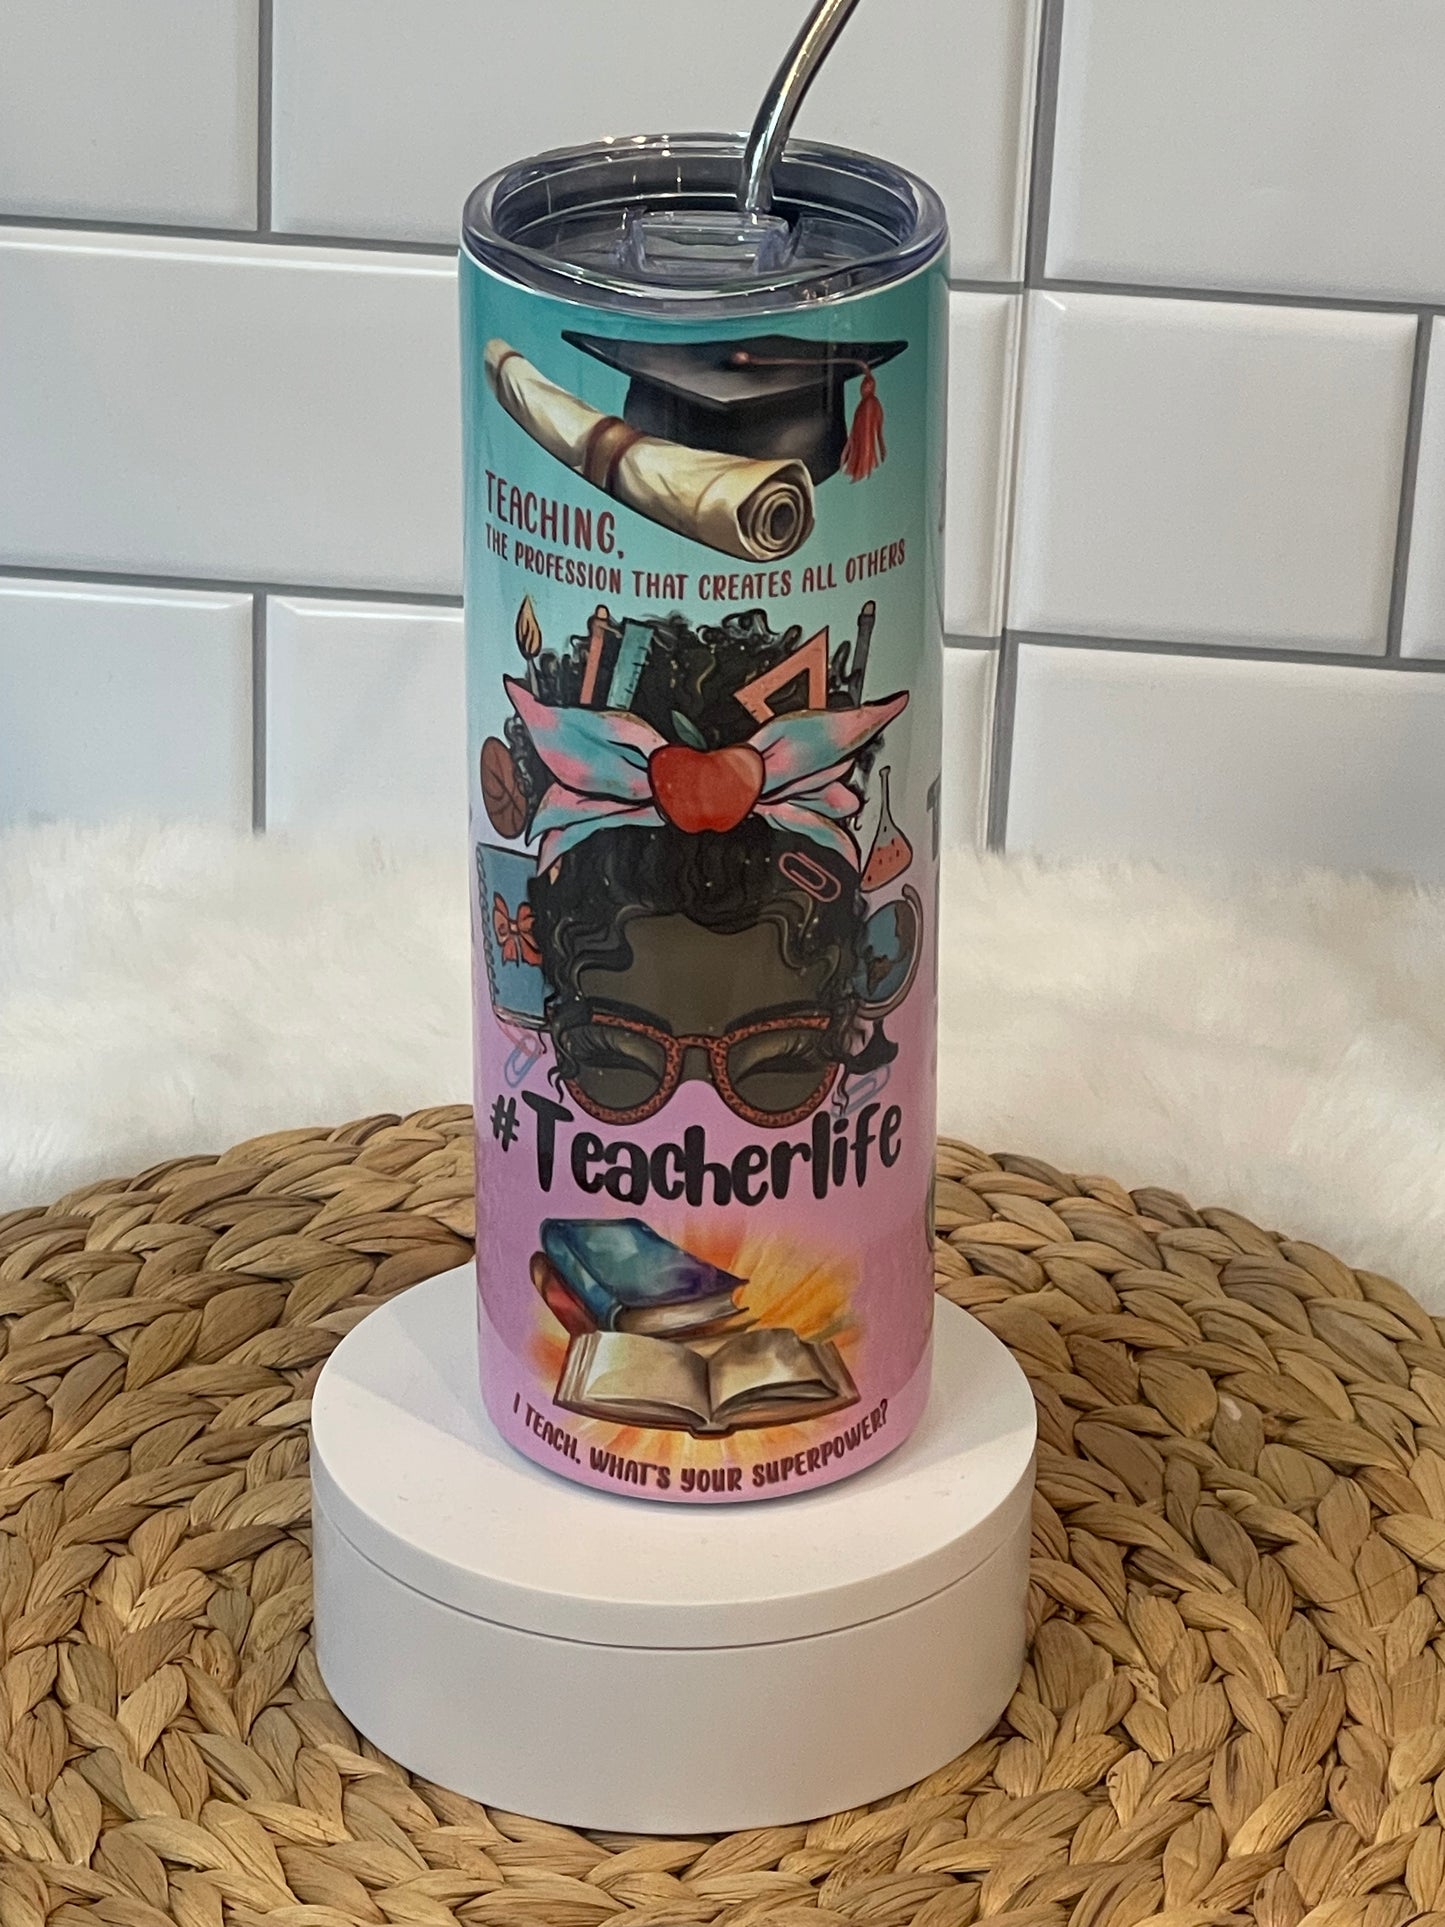 TEACHING.
THE PROFESSION THAT CREATES ALL OTHERS
#Teacherlife
I TEACH. WHAT'S YOUR SUPERPOWER?